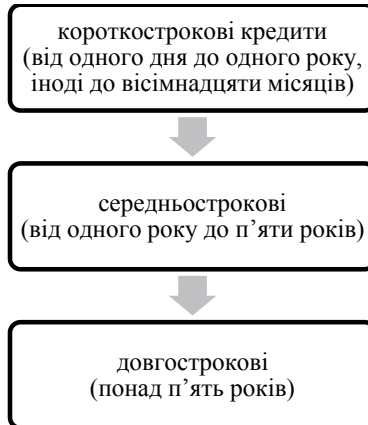 короткострокові кредити
(від одного дня до одного року,
іноді до вісімнадцяти місяців)
середньострокові
(від одного року до п’яти років)
довгострокові
(понад п’ять років)